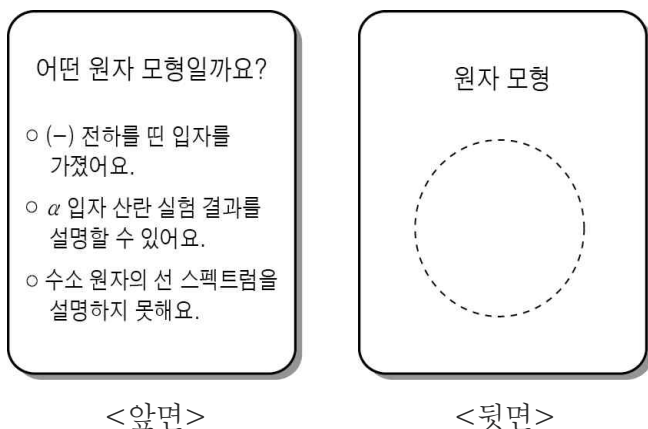 어떤 원자 모형일까요?
○ (−) 전하를 띤 입자를
가졌어요.
○ α 입자 산란 실험 결과를
설명할 수 있어요.
○ 수소 원자의 선 스펙트럼을
설명하지 못해요.
<앞면>
원자 모형
<뒷면>